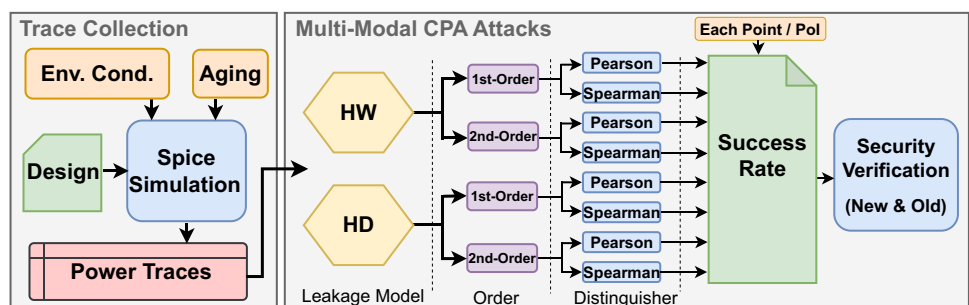 Trace Collection
Env. Cond.
Aging
Design
Spice
Simulation
Power Traces
Multi-Modal CPA Attacks
Each Point / PoI
HW
HD
1st-Order
2nd-Order
1st-Order
2nd-Order
Pearson
Spearman
Pearson
Spearman
Pearson
Spearman
Pearson
Spearman
Success
Rate
Security
Verification
(New & Old)
Leakage Model
Order
Distinguisher